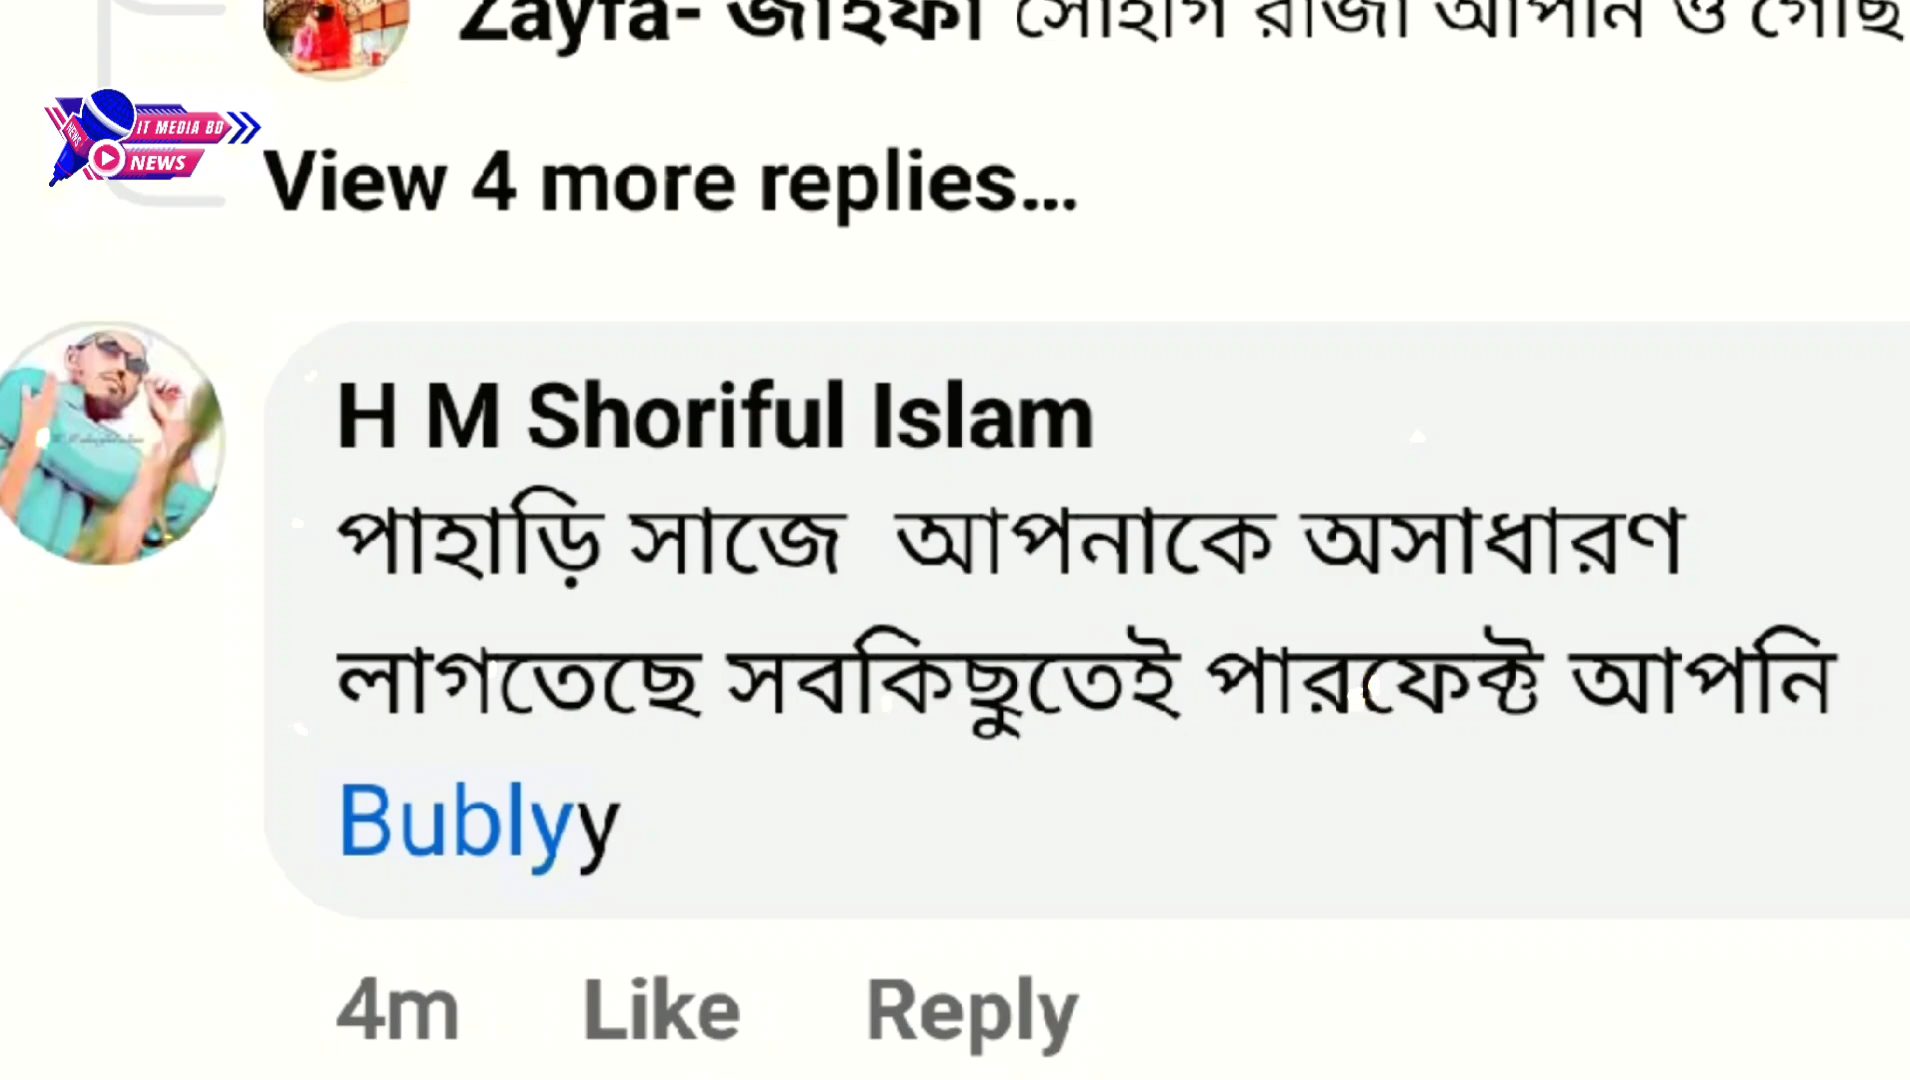 Zayfa- জাইফা সোহাগ রাজা আপনি ও গেছি
IT MEDIA BD
NEWS
NEWS
View 4 more replies...
H M Shoriful Islam
পাহাড়ি সাজে আপনাকে অসাধারণ
লাগতেছে সবকিছুতেই পারফেক্ট আপনি
Bublyy
4m Like Reply